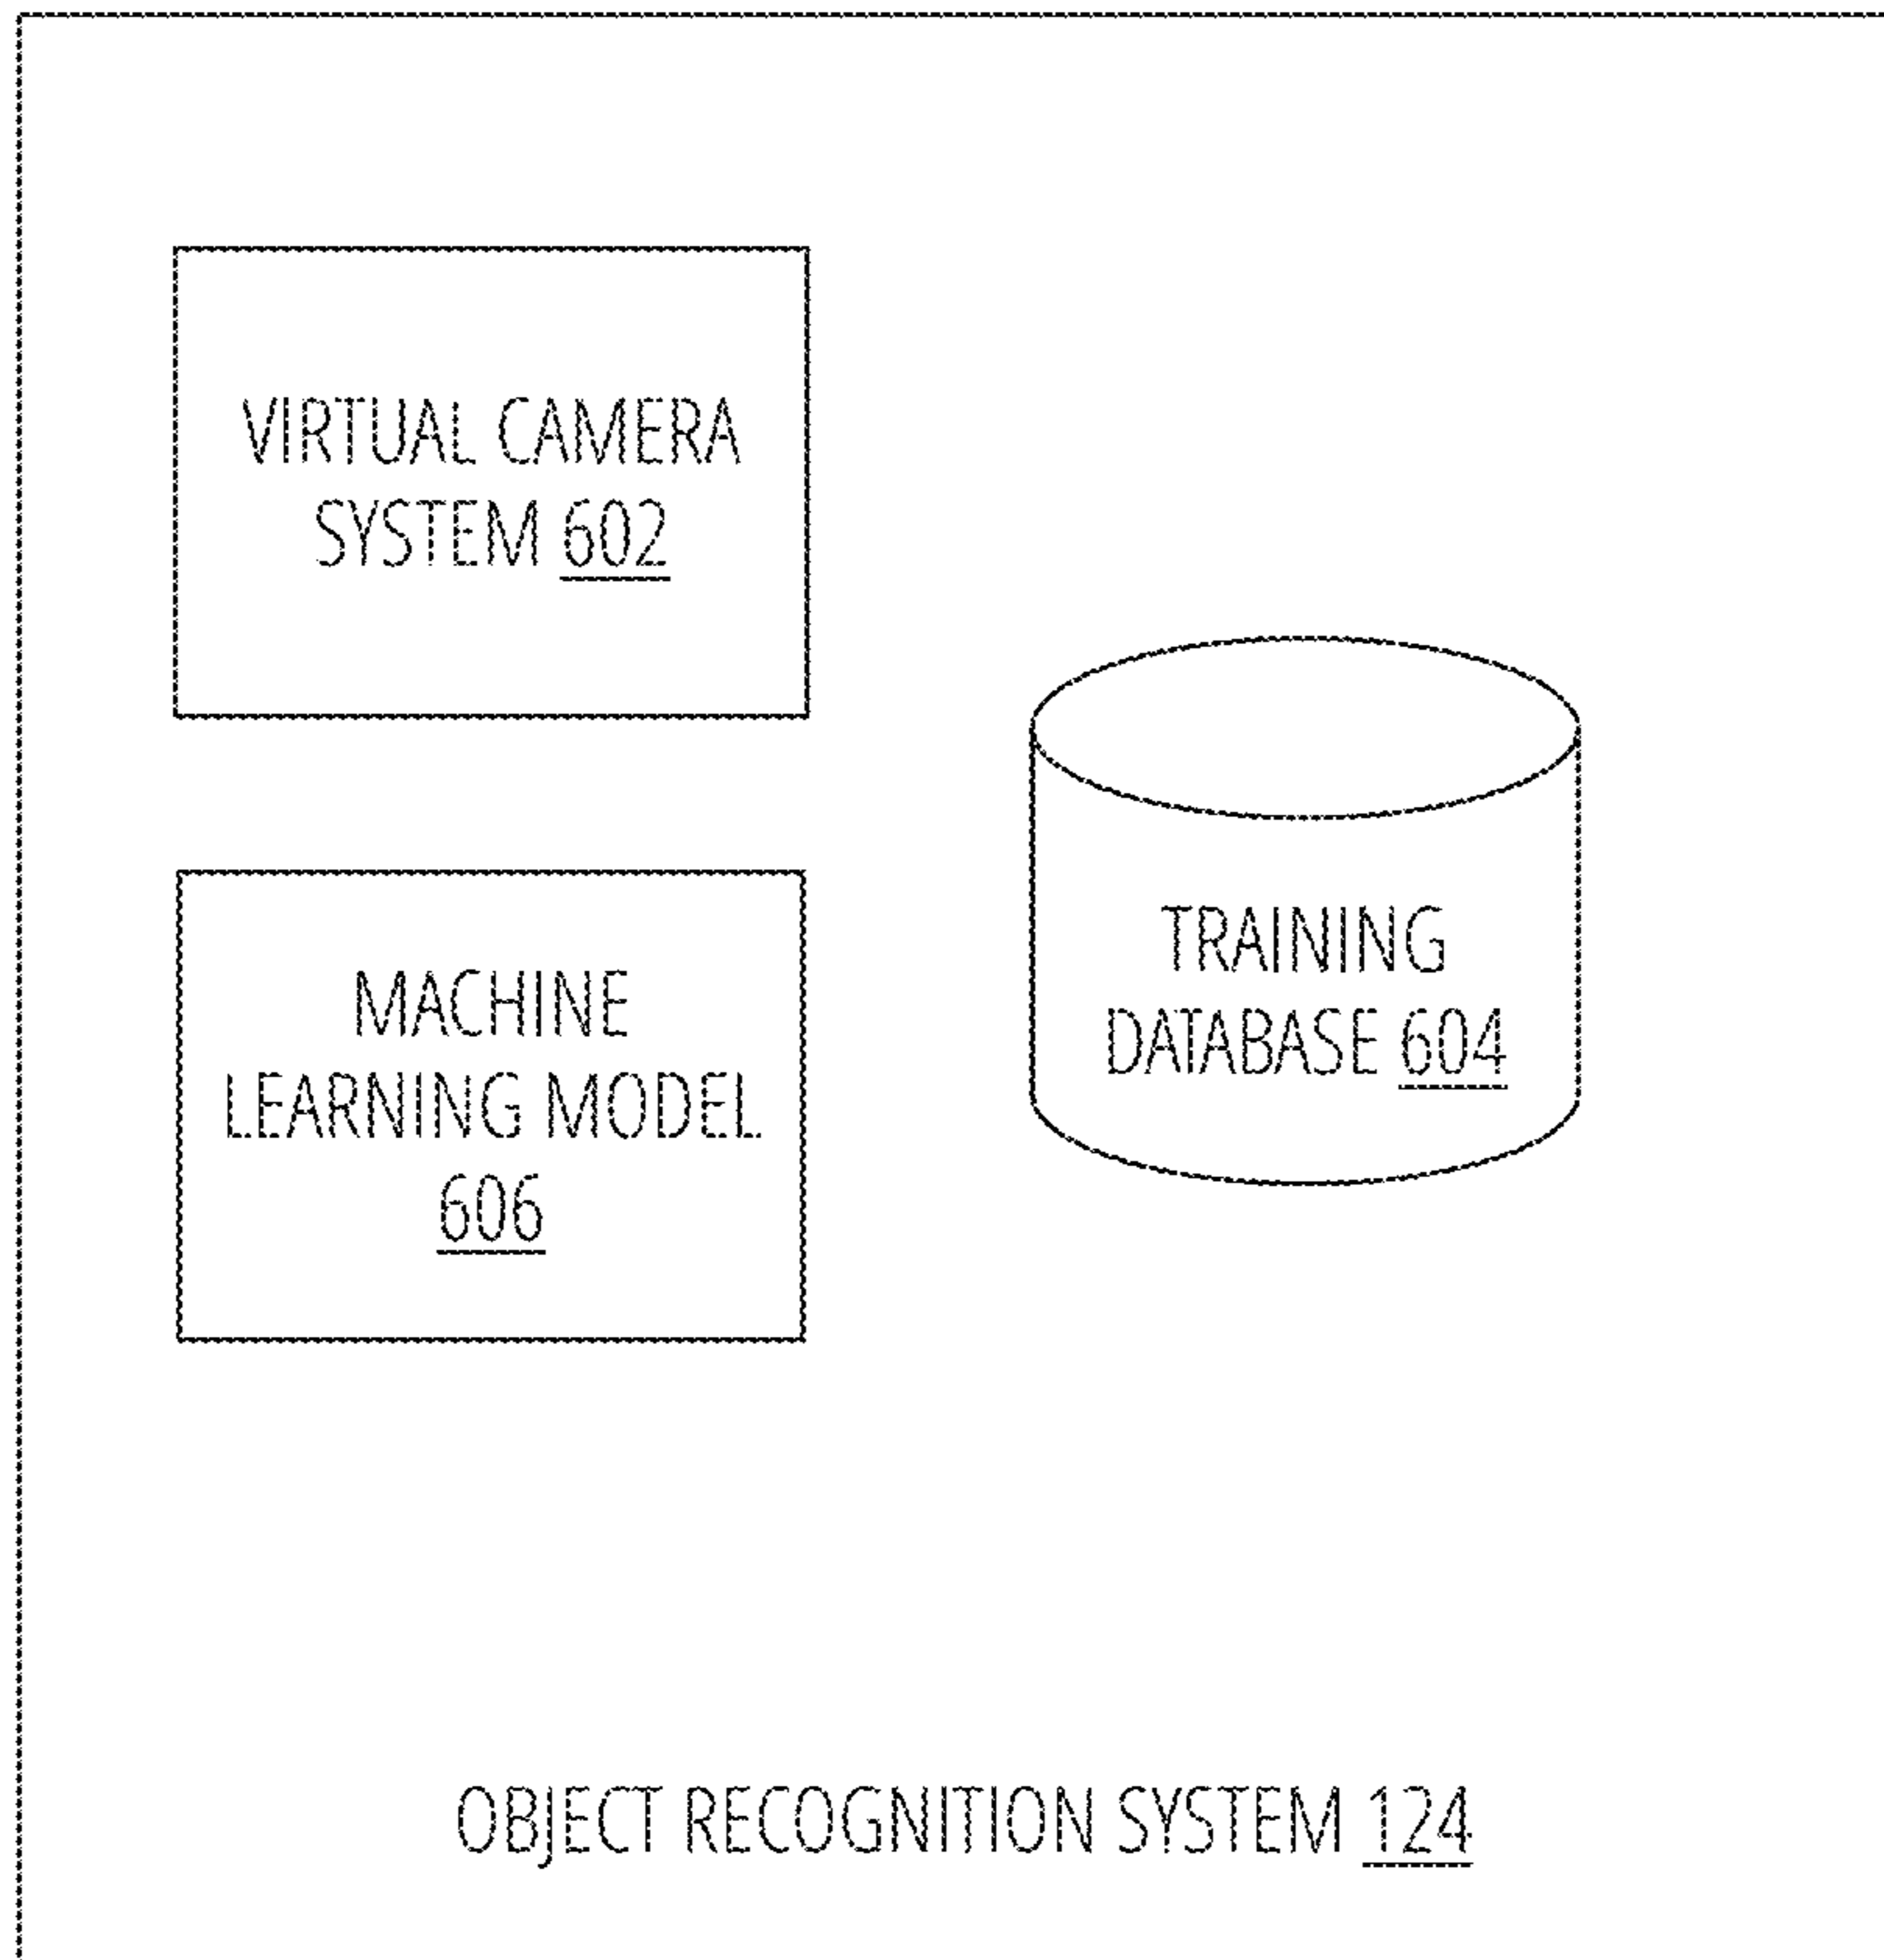 VIRTUAL CAMERA
SYSTEM 602
MACHINE
LEARNING MODEL
606
TRAINING
DATABASE 604
OBJECT RECOGNITION SYSTEM 124